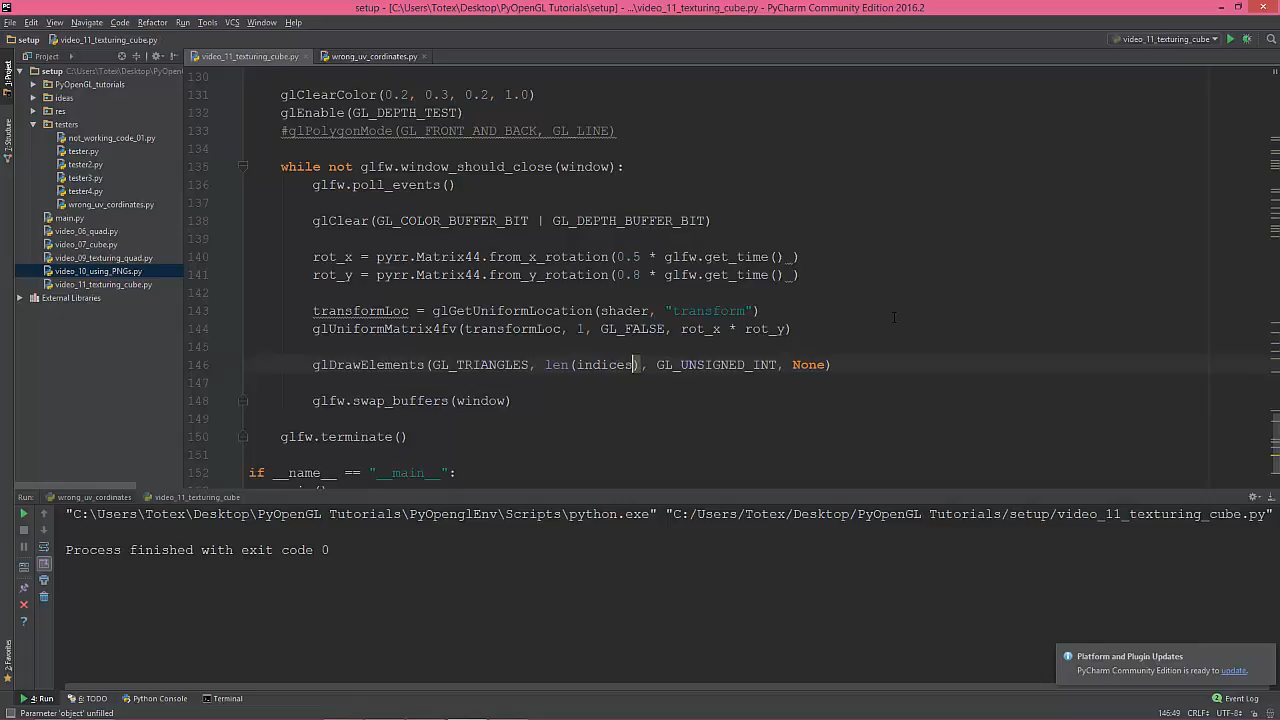 setup - [C:\Users\Totex\Desktop\PyOpenGL Tutorials\setup] - ...\video_11_texturing_cube.py - PyCharm Community Edition 2016.2
File Edit View Navigate Code Refactor Run Tools VCS Window Help
setup video_11_texturing_cube.py
video_11_texturing_cube
Project
video_11_texturing_cube.py
wrong_uv_cordinates.py
1: Project
Z: Structure
2: Favorites
setup C:\Users\Totex\Desktop\PyOpen
PyOpenGL_tutorials
ideas
res
testers
not_working_code_01.py
tester.py
tester2.py
tester3.py
tester4.py
wrong_uv_cordinates.py
main.py
video_06_quad.py
video_07_cube.py
video_09_texturing_quad.py
video_10_using_PNGs.py
video_11_texturing_cube.py
External Libraries
130
131 glClearColor(0.2, 0.3, 0.2, 1.0)
132 glEnable(GL_DEPTH_TEST)
133 #glPolygonMode(GL_FRONT_AND_BACK, GL_LINE)
134
135 while not glfw.window_should_close(window):
136 glfw.poll_events()
137
138 glClear(GL_COLOR_BUFFER_BIT | GL_DEPTH_BUFFER_BIT)
139
140 rot_x = pyrr.Matrix44.from_x_rotation(0.5 * glfw.get_time() )
141 rot_y = pyrr.Matrix44.from_y_rotation(0.8 * glfw.get_time() )
142
143 transformLoc = glGetUniformLocation(shader, "transform")
144 glUniformMatrix4fv(transformLoc, 1, GL_FALSE, rot_x * rot_y)
145
146 glDrawElements(GL_TRIANGLES, len(indices), GL_UNSIGNED_INT, None)
147
148 glfw.swap_buffers(window)
149
150 glfw.terminate()
151
152 if __name__ == "__main__":
Run: wrong_uv_cordinates video_11_texturing_cube
"C:\Users\Totex\Desktop\PyOpenGL Tutorials\PyOpenglEnv\Scripts\python.exe" "C:/Users/Totex/Desktop/PyOpenGL Tutorials/setup/video_11_texturing_cube.py"
Process finished with exit code 0
Platform and Plugin Updates
PyCharm Community Edition is ready to update.
4: Run 6: TODO Python Console Terminal Event Log
Parameter 'object' unfilled 146:49 CRLF÷ UTF-8÷